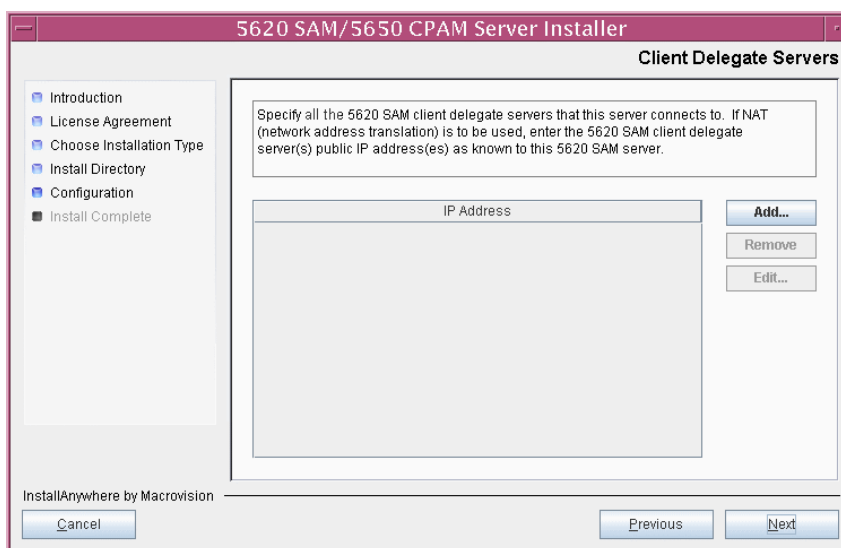 5620 SAM/5650 CPAM Server Installer
Client Delegate Servers
Introduction
License Agreement
Choose Installation Type
Install Directory
Configuration
Install Complete
Specify all the 5620 SAM client delegate servers that this server connects to. If NAT
(network address translation) is to be used, enter the 5620 SAM client delegate
server(s) public IP address(es) as known to this 5620 SAM server.
IP Address
Add...
Remove
Edit...
InstallAnywhere by Macrovision
Cancel
Previous
Next